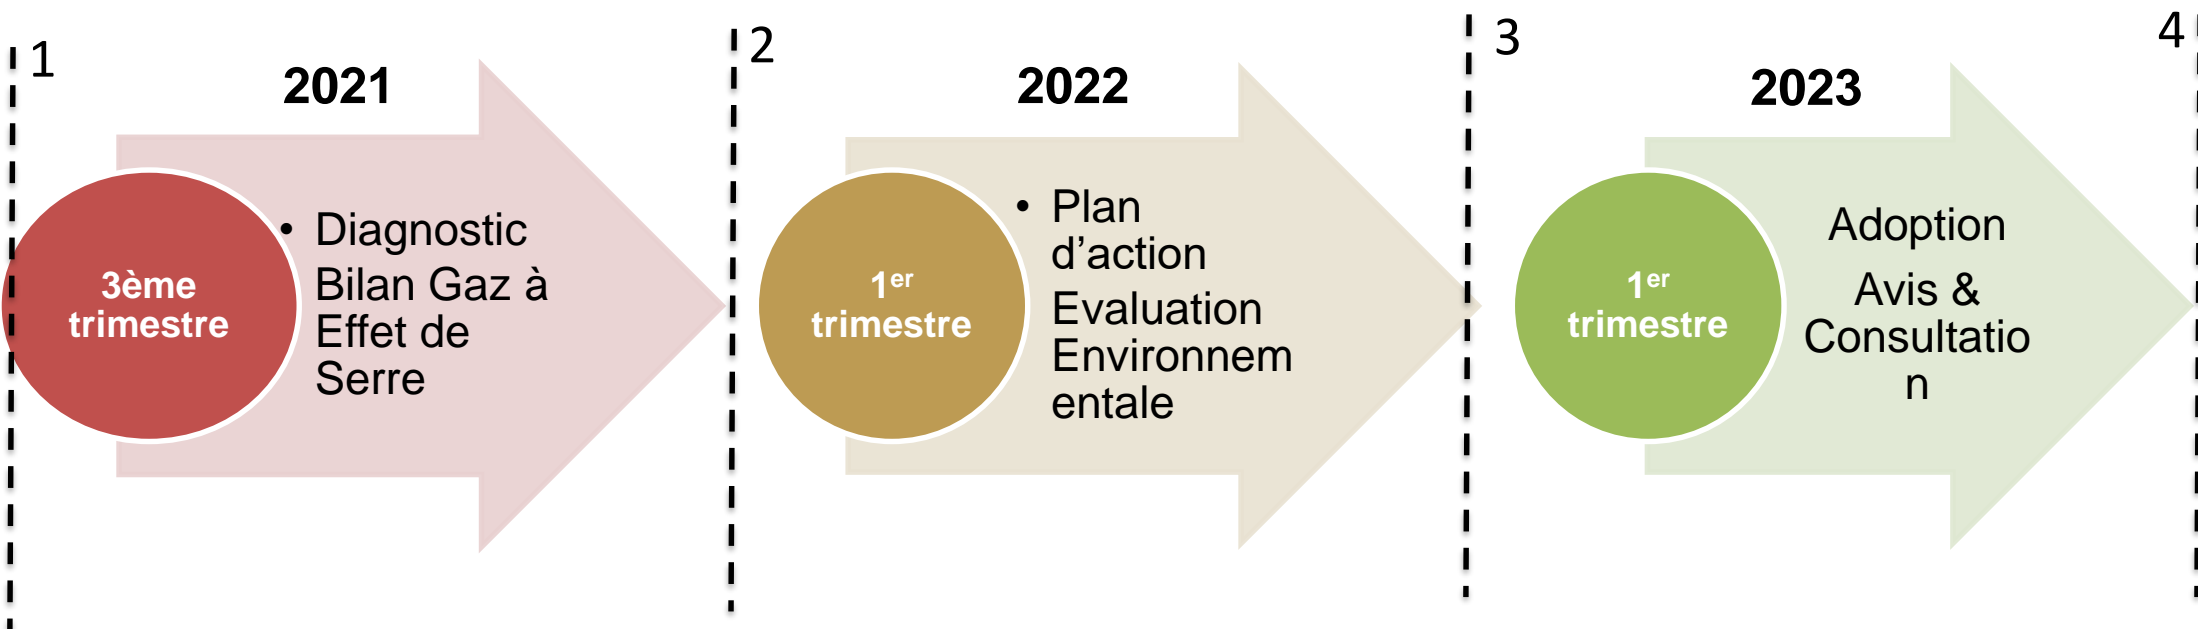 1
2021
3ème
trimestre
• Diagnostic
Bilan Gaz à
Effet de
Serre
2
2022
1er
trimestre
• Plan
d’action
Evaluation
Environnem
entale
3
2023
1er
trimestre
Adoption
Avis &
Consultatio
n
4